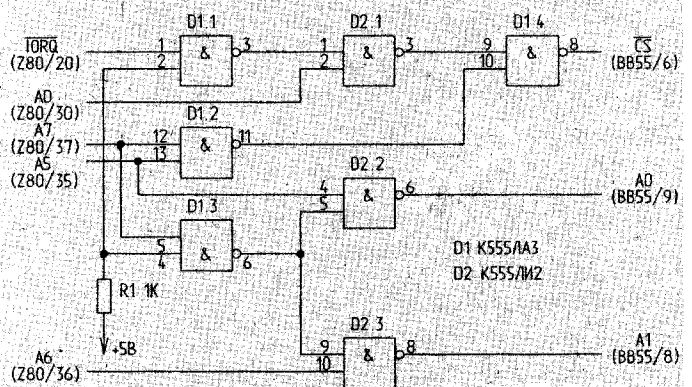 D1.1
D2.1
D1.4
IORQ
(Z80/20)
1
2
&
3
1
2
&
3
9
10
&
8
CS
(BB55/6)
A0
(Z80/30)
D1.2
A7
(Z80/37)
12
13
&
11
A5
(Z80/35)
D2.2
4
5
&
6
A0
(BB55/9)
D1.3
5
4
&
6
D1 К555ЛА3
D2 К555ЛИ2
R1 1K
+5В
D2.3
9
10
&
8
A1
(BB55/8)
A6
(Z80/36)